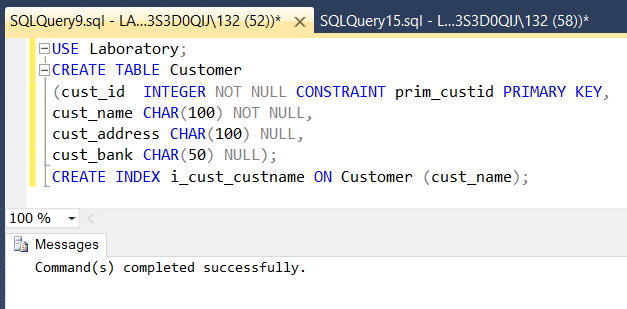 SQLQuery9.sql - LA...3S3D0QIJ\132 (52))* SQLQuery15.sql - L...3S3D0QIJ\132 (58))*
USE Laboratory;
CREATE TABLE Customer
(cust_id  INTEGER NOT NULL CONSTRAINT prim_custid PRIMARY KEY,
cust_name CHAR(100) NOT NULL,
cust_address CHAR(100) NULL,
cust_bank CHAR(50) NULL);
CREATE INDEX i_cust_custname ON Customer (cust_name);
100 %
Messages
Command(s) completed successfully.